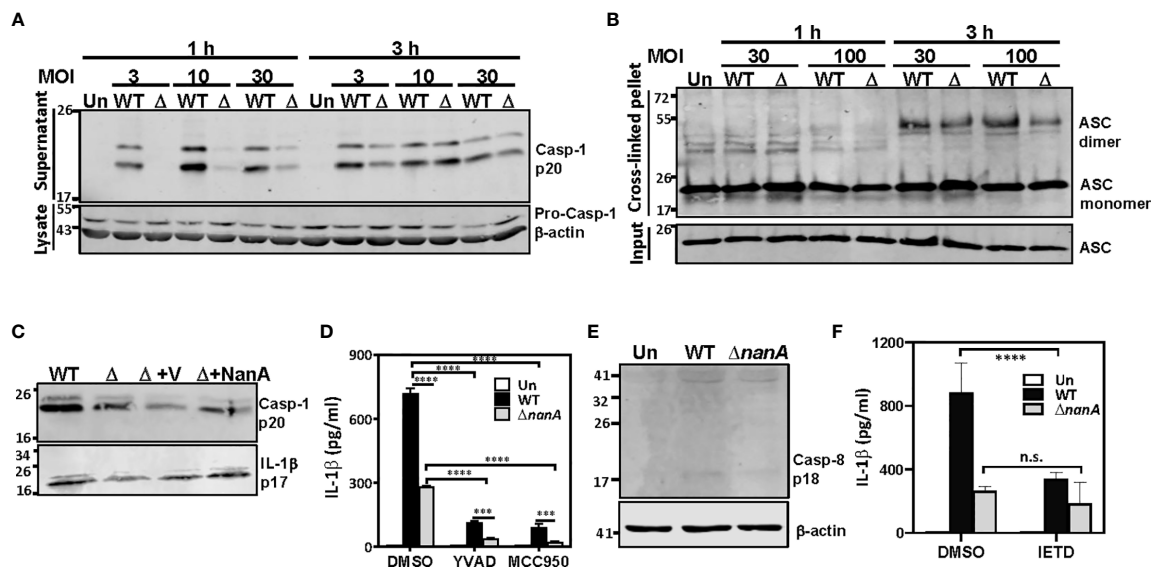 A
1 h 3 h
MOI 3 10 30 3 10 30
Un WT Δ WT Δ WT Δ Un WT Δ WT Δ WT Δ
Supernatant
26
17
Casp-1
p20
Lysate
55
43
Pro-Casp-1
β-actin
B
1 h 3 h
MOI 30 100 30 100
Un WT Δ WT Δ WT Δ WT Δ
Cross-linked pellet
72
55
26
17
ASC
dimer
ASC
monomer
Input
26
ASC
C
WT Δ Δ +V Δ+NanA
26
16
Casp-1
p20
34
26
16
IL-1β
p17
D
IL-1β (pg/ml)
900
600
300
0
****
****
****
****
****
***
***
Un
WT
ΔnanA
DMSO YVAD MCC950
E
Un WT ΔnanA
41
32
26
17
Casp-8
p18
41
β-actin
F
IL-1β (pg/ml)
1200
800
400
0
****
n.s.
Un
WT
ΔnanA
DMSO IETD